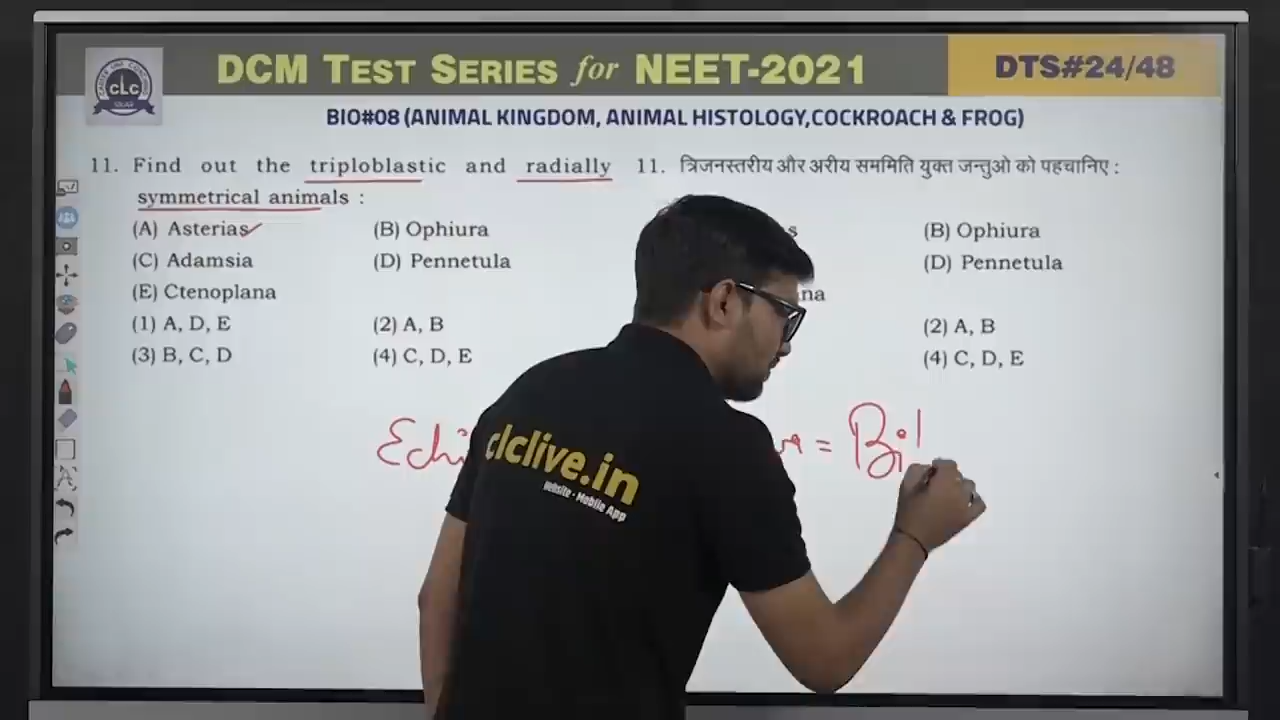 CLC
DCM TEST SERIES for NEET-2021
DTS#24/48
BIO#08 (ANIMAL KINGDOM, ANIMAL HISTOLOGY,COCKROACH & FROG)
11. Find out the triploblastic and radially
symmetrical animals :
(A) Asterias (B) Ophiura
(C) Adamsia (D) Pennetula
(E) Ctenoplana
(1) A, D, E (2) A, B
(3) B, C, D (4) C, D, E
11. त्रिजनस्तरीय और अरीय सममिति युक्त जन्तुओ को पहचानिए :
(B) Ophiura
(D) Pennetula
(2) A, B
(4) C, D, E
= Bil
clclive.in
Website - Mobile App